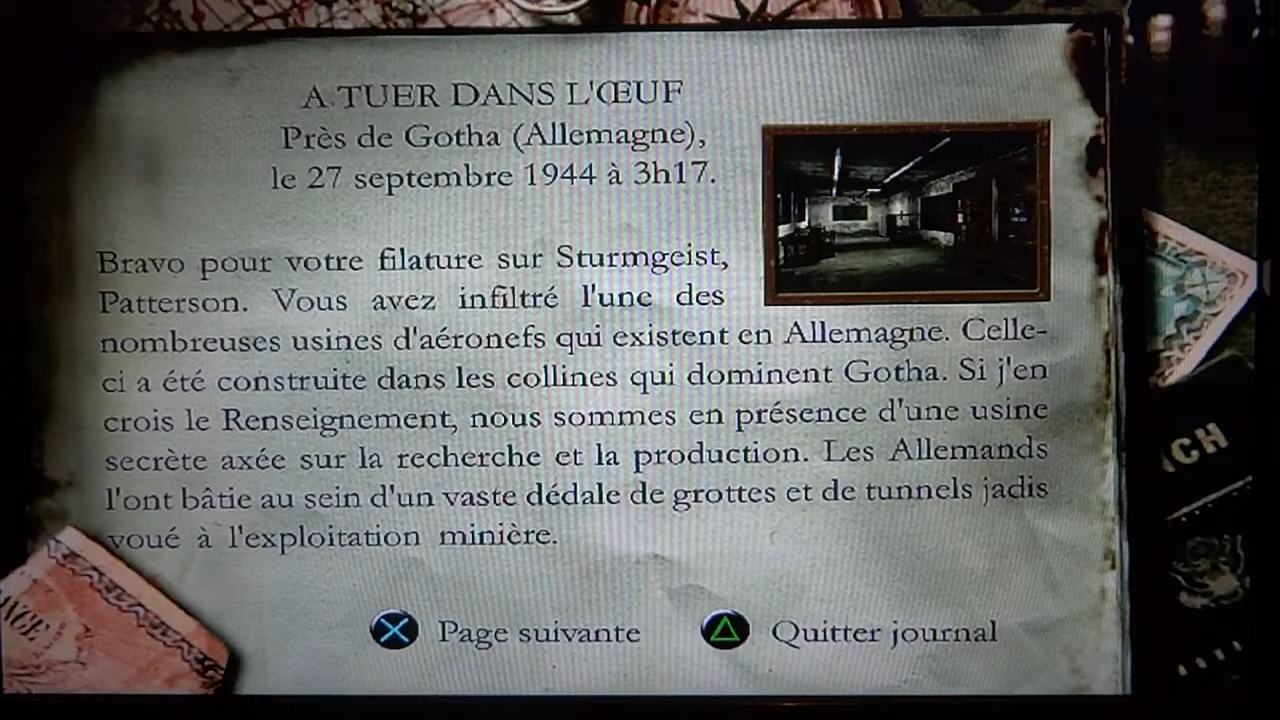 A TUER DANS L'ŒUF
Près de Gotha (Allemagne),
le 27 septembre 1944 à 3h17.
Bravo pour votre filature sur Sturmgeist,
Patterson. Vous avez infiltré l'une des
nombreuses usines d'aéronefs qui existent en Allemagne. Celle-
ci a été construite dans les collines qui dominent Gotha. Si j'en
crois le Renseignement, nous sommes en présence d'une usine
secrète axée sur la recherche et la production. Les Allemands
l'ont bâtie au sein d'un vaste dédale de grottes et de tunnels jadis
voué à l'exploitation minière.
Page suivante
Quitter journal